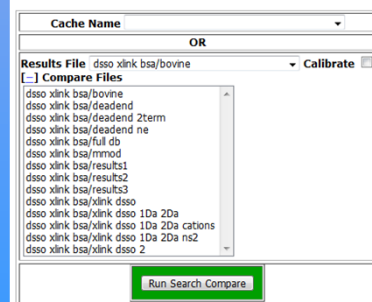 Cache Name
OR
Results File dsso xlink bsa/bovine Calibrate
[-] Compare Files
dsso xlink bsa/bovine
dsso xlink bsa/deadend
dsso xlink bsa/deadend 2term
dsso xlink bsa/deadend ne
dsso xlink bsa/full db
dsso xlink bsa/mmod
dsso xlink bsa/results1
dsso xlink bsa/results2
dsso xlink bsa/results3
dsso xlink bsa/xlink dsso
dsso xlink bsa/xlink dsso 1Da 2Da
dsso xlink bsa/xlink dsso 1Da 2Da cations
dsso xlink bsa/xlink dsso 1Da 2Da ns2
dsso xlink bsa/xlink dsso 2
Run Search Compare